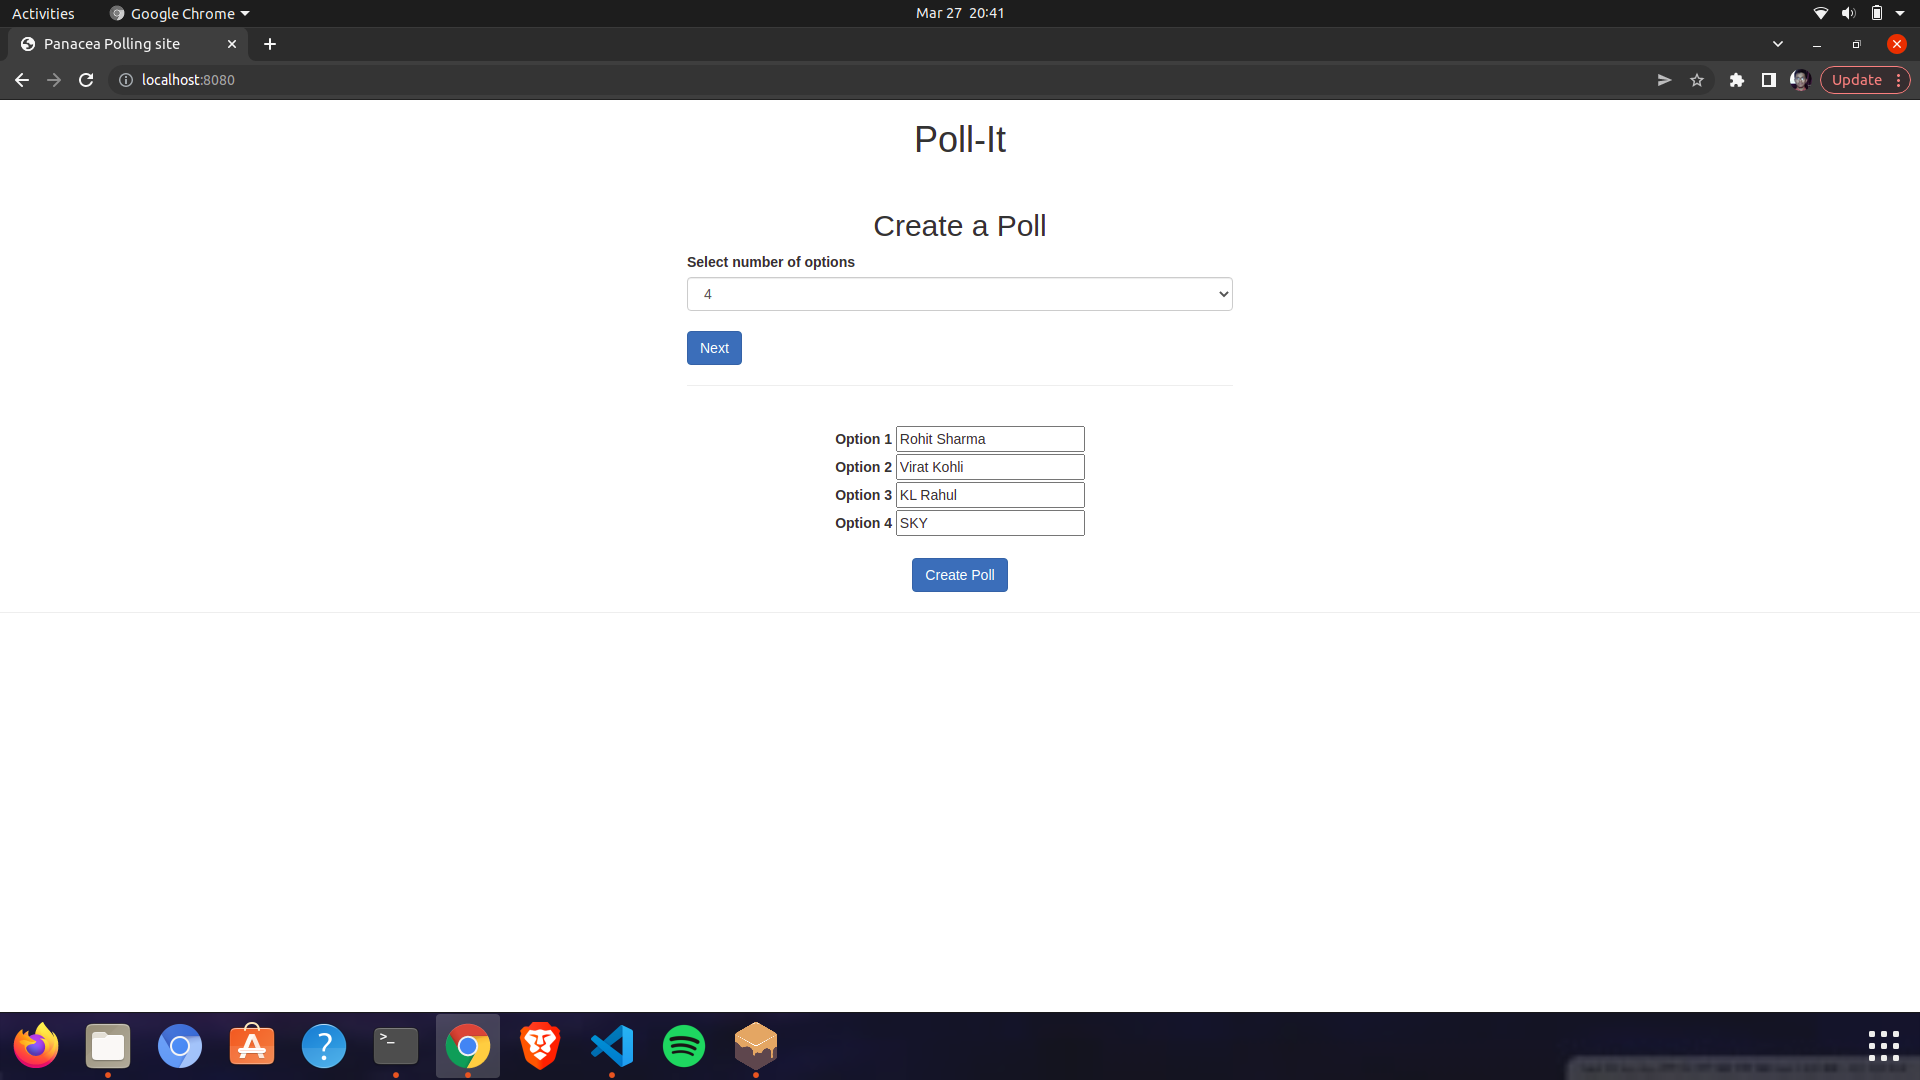 Activities
Google Chrome
Mar 27 20:41
Panacea Polling site
localhost:8080
Update
Poll-It
Create a Poll
Select number of options
4
Next
Option 1 Rohit Sharma
Option 2 Virat Kohli
Option 3 KL Rahul
Option 4 SKY
Create Poll